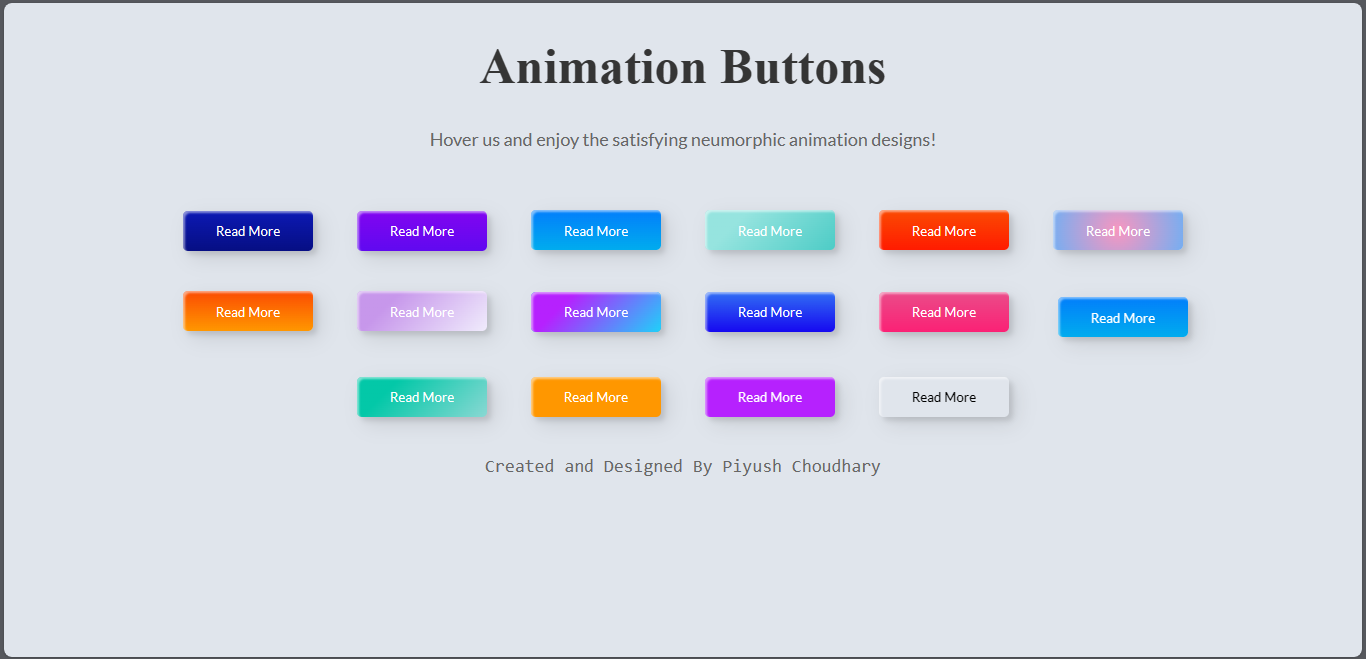 Animation Buttons
Hover us and enjoy the satisfying neumorphic animation designs!
Read More Read More Read More Read More Read More Read More
Read More Read More Read More Read More Read More Read More
Read More Read More Read More Read More
Created and Designed By Piyush Choudhary